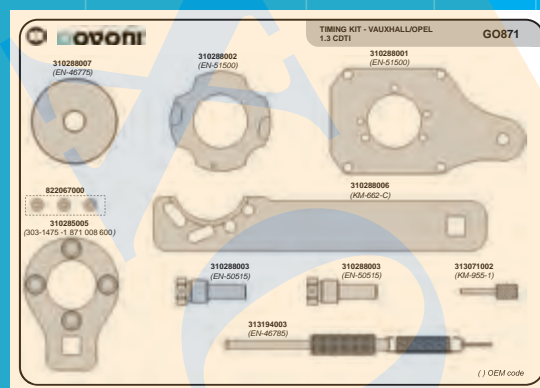 TIMING KIT - VAUXHALL/OPEL
1.3 CDTI
GO871
310288007
(EN-46775)
310288002
(EN-51500)
310288001
(EN-51500)
822067000
310285005
(303-1475 -1 871 008 600)
310288006
(KM-662-C)
310288003
(EN-50515)
310288003
(EN-50515)
313071002
(KM-955-1)
313194003
(EN-46785)
( ) OEM code